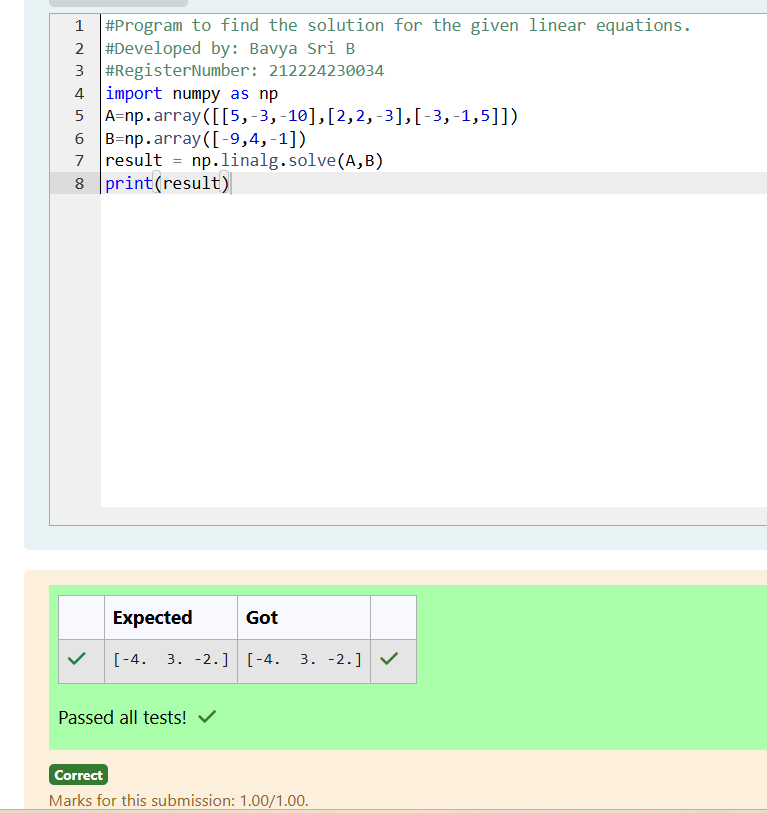 1 #Program to find the solution for the given linear equations.
2 #Developed by: Bavya Sri B
3 #RegisterNumber: 212224230034
4 import numpy as np
5 A=np.array([[5,-3,-10],[2,2,-3],[-3,-1,5]])
6 B=np.array([-9,4,-1])
7 result = np.linalg.solve(A,B)
8 print(result)
Expected Got
[-4.  3. -2.] [-4.  3. -2.]
Passed all tests!
Correct
Marks for this submission: 1.00/1.00.